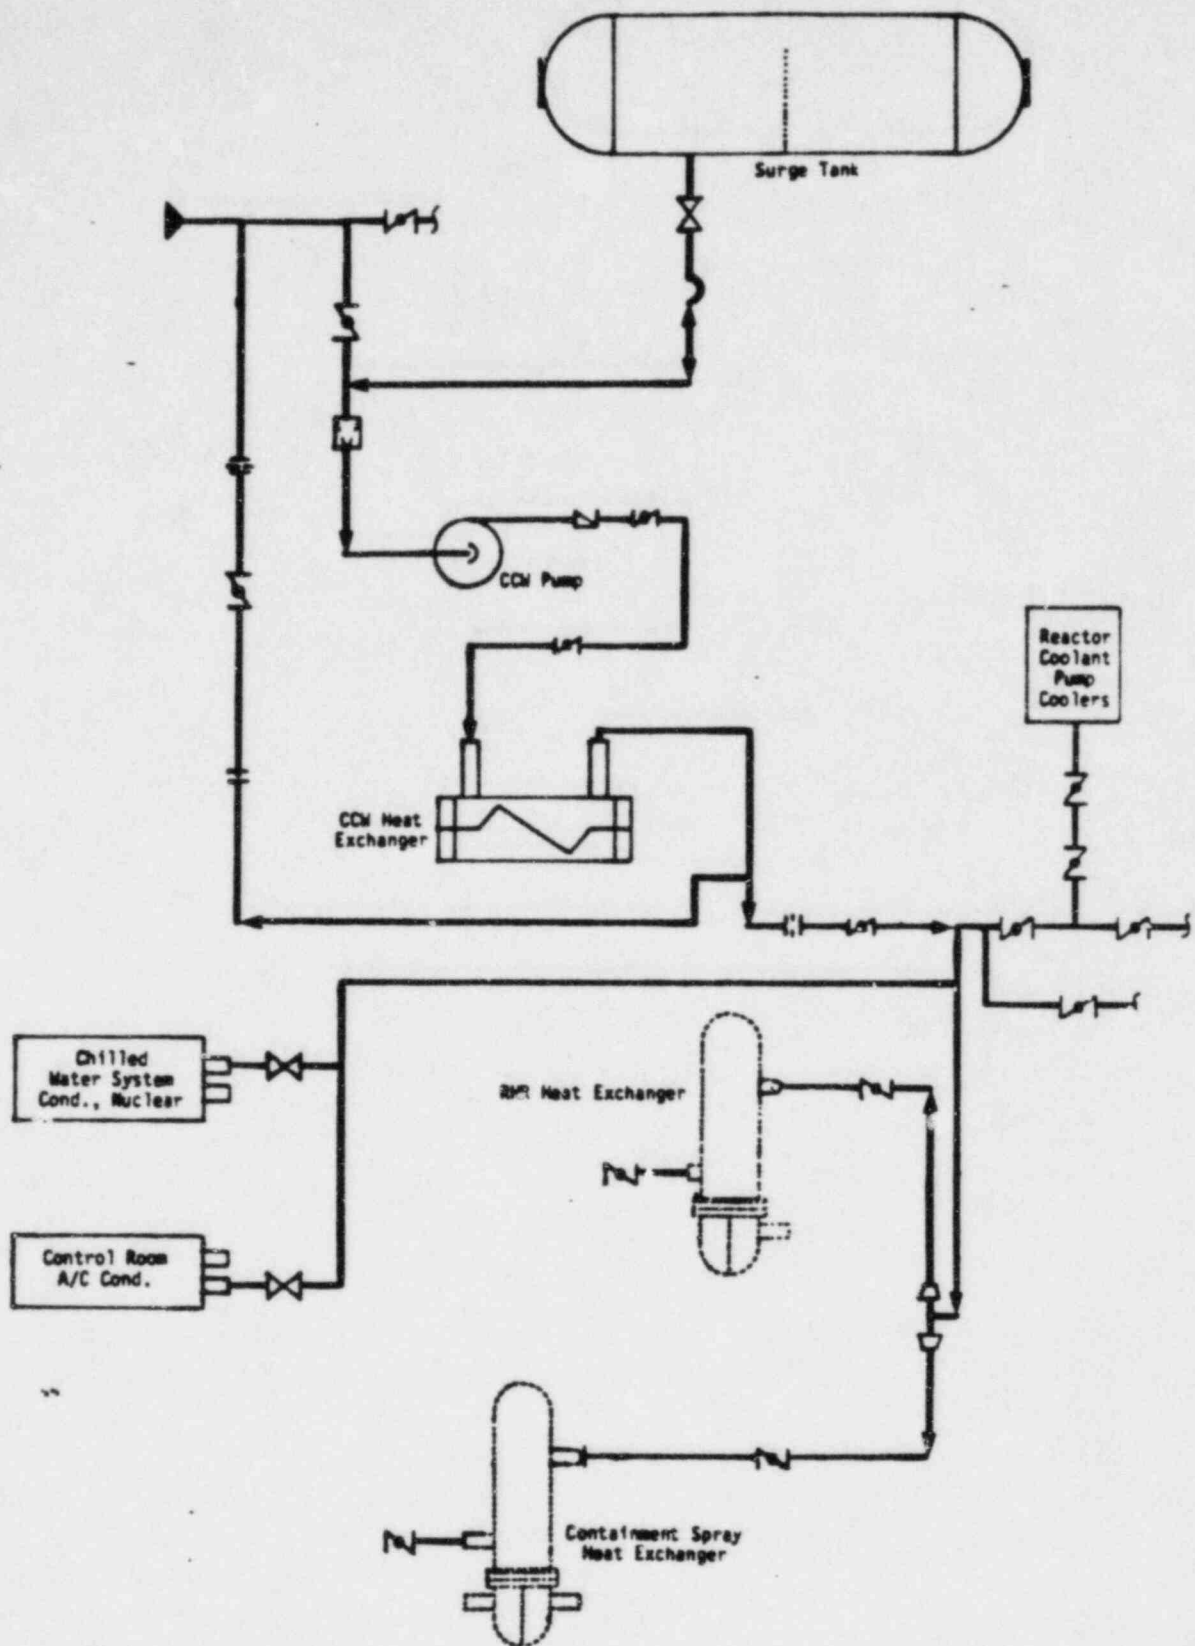 Surge Tank
CCW Pump
Reactor
Coolant
Pump
Coolers
CCW Heat
Exchanger
Chilled
Water System
Cond., Nuclear
RHR Heat Exchanger
Control Room
A/C Cond.
Containment Spray
Heat Exchanger